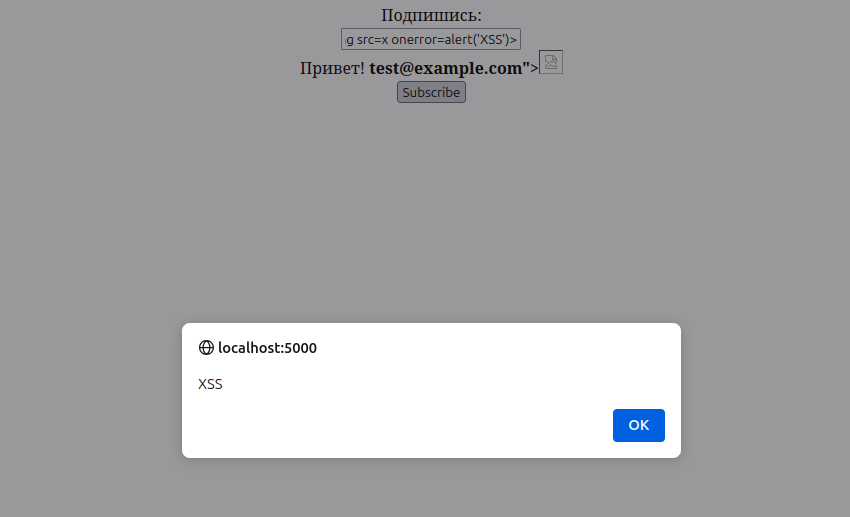 Подпишись:
g src=x onerror=alert('XSS')>
Привет! test@example.com">
Subscribe
localhost:5000
XSS
OK